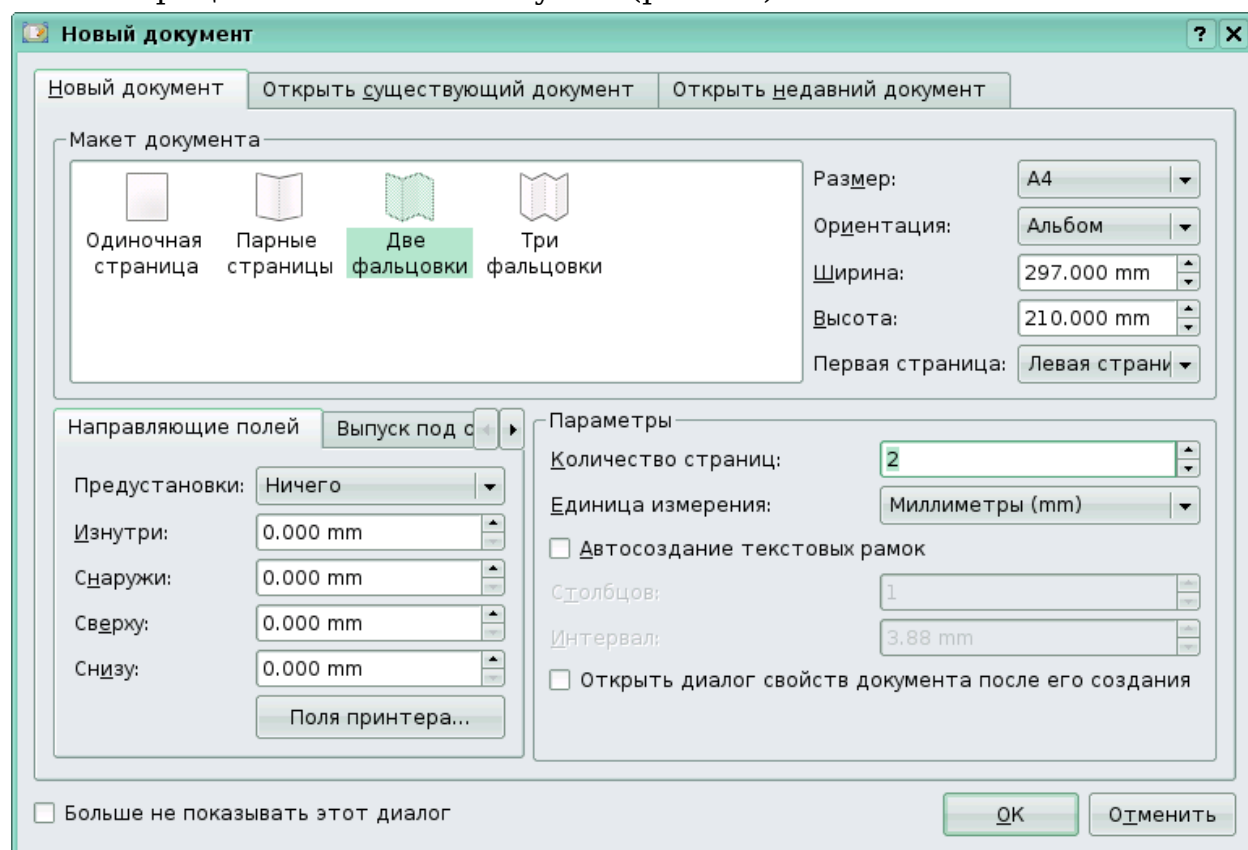 Новый документ
Новый документ
Открыть существующий документ
Открыть недавний документ
Макет документа
Одиночная
страница
Парные
страницы
Две
фальцовки
Три
фальцовки
Размер:
A4
Ориентация:
Альбом
Ширина:
297.000 mm
Высота:
210.000 mm
Первая страница:
Левая страни
Направляющие полей
Выпуск под о
Предустановки:
Ничего
Изнутри:
0.000 mm
Снаружи:
0.000 mm
Сверху:
0.000 mm
Снизу:
0.000 mm
Поля принтера...
Параметры
Количество страниц:
2
Единица измерения:
Миллиметры (mm)
Автосоздание текстовых рамок
Столбцов:
1
Интервал:
3.88 mm
Открыть диалог свойств документа после его создания
Больше не показывать этот диалог
OK
Отменить